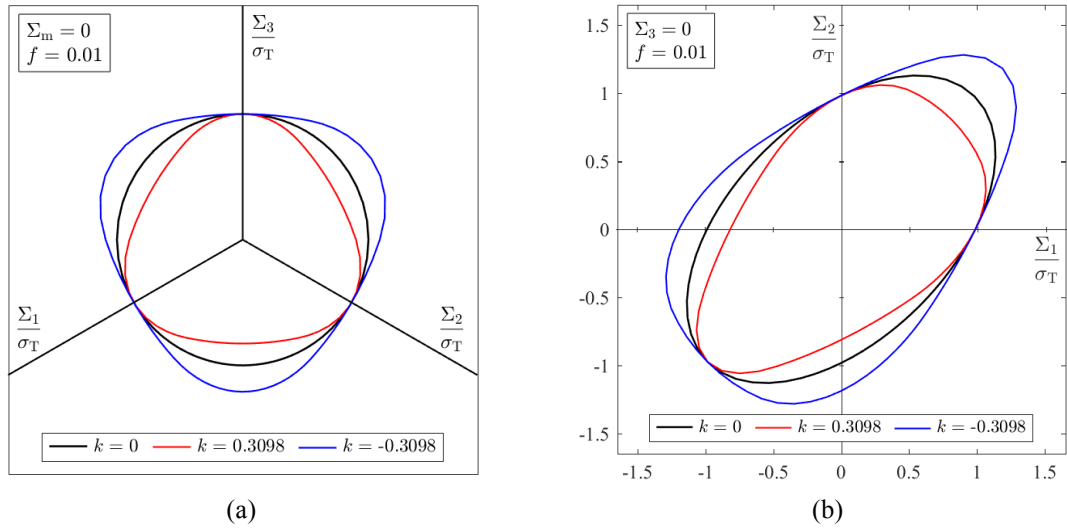 Σm = 0
f = 0.01
Σ3
σT
Σ1
σT
Σ2
σT
k = 0 k = 0.3098 k = -0.3098
(a)
Σ3 = 0
f = 0.01
Σ2
σT
1.5
1
0.5
0
-0.5
-1
-1.5
Σ1
σT
k = 0 k = 0.3098 k = -0.3098
-1.5 -1 -0.5 0 0.5 1 1.5
(b)